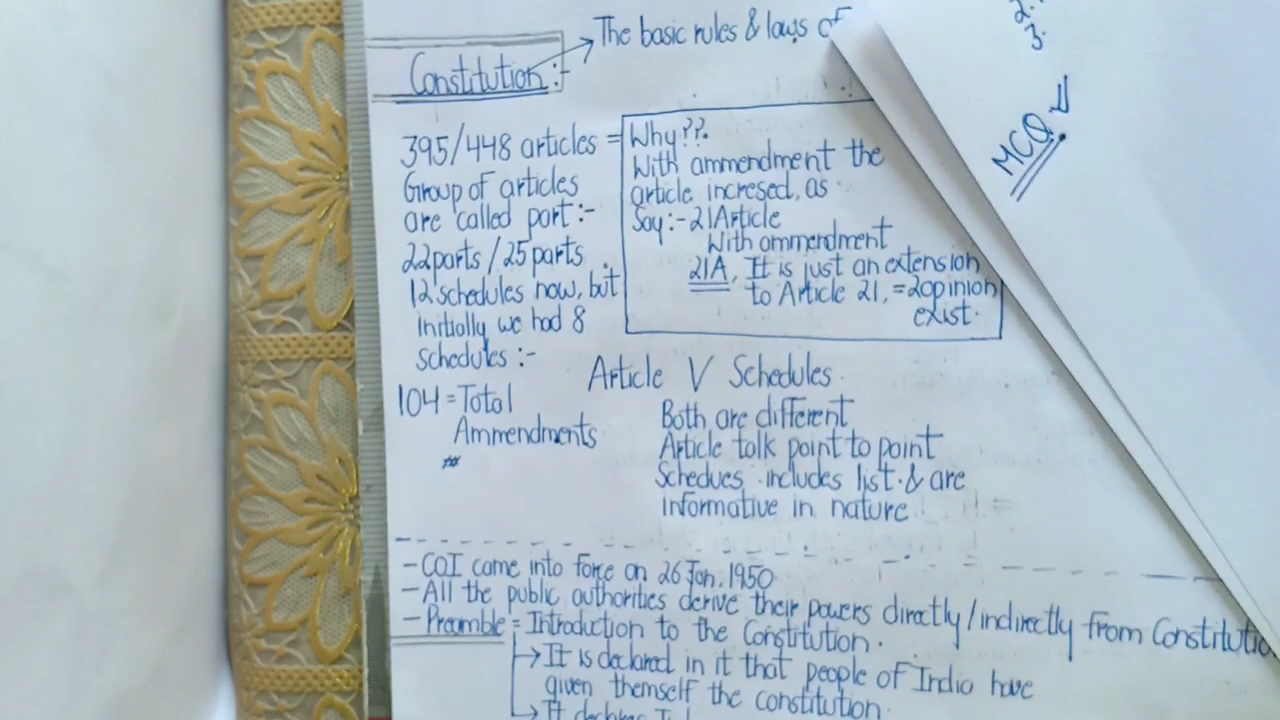 The basic rules & laws of
Constitution :-
395/448 articles =
Group of articles
are called part :-
22 parts / 25 parts
12 schedules now, but
initially we had 8
schedules :-
104 = Total
Ammendments
Why??
With ammendment the
article incresed, as
Say :- 21 Article
With ammendment
21A, It is just an extension
to Article 21, = 2 opinion
exist.
Article V Schedules
Both are different
Article talk point to point
Schedues includes list & are
informative in nature
- COI came into force on 26 Jan, 1950
- All the public authorities derive their powers directly/indirectly from
- Preamble = Introduction to the Constitution.
→ It is declared in it that people of India have
given themself the constitution.
→ It
2.
3.
MCQ